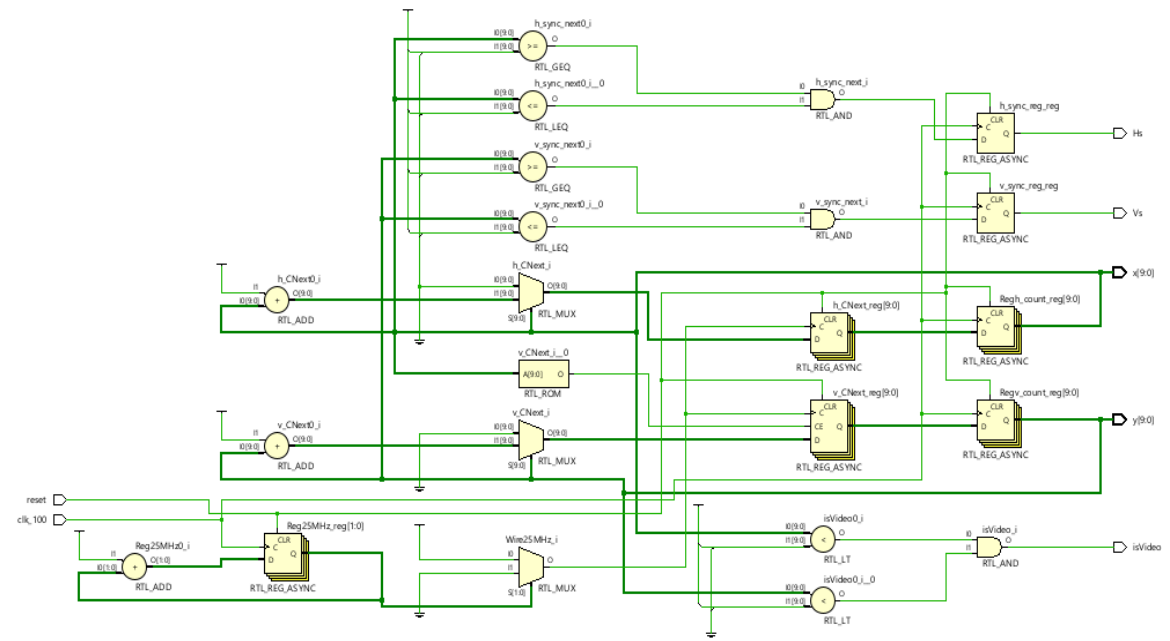 h_sync_next0_i
I0[9:0]
I1[9:0]
>=
O
RTL_GEQ
h_sync_next0_i__0
I0[9:0]
I1[9:0]
<=
O
RTL_LEQ
h_sync_next_i
I0
I1
O
RTL_AND
h_sync_reg_reg
CLR
C
D
Q
RTL_REG_ASYNC
Hs
v_sync_next0_i
I0[9:0]
I1[9:0]
>=
O
RTL_GEQ
v_sync_next0_i__0
I0[9:0]
I1[9:0]
<=
O
RTL_LEQ
v_sync_next_i
I0
I1
O
RTL_AND
v_sync_reg_reg
CLR
C
D
Q
RTL_REG_ASYNC
Vs
h_CNext0_i
I1
I0[9:0]
+
O[9:0]
RTL_ADD
h_CNext_i
I0[9:0]
I1[9:0]
S[9:0]
O[9:0]
RTL_MUX
h_CNext_reg[9:0]
CLR
C
D
Q
RTL_REG_ASYNC
Regh_count_reg[9:0]
CLR
C
D
Q
RTL_REG_ASYNC
x[9:0]
v_CNext_i__0
A[9:0]
O
RTL_ROM
v_CNext0_i
I1
I0[9:0]
+
O[9:0]
RTL_ADD
v_CNext_i
I0[9:0]
I1[9:0]
S[9:0]
O[9:0]
RTL_MUX
v_CNext_reg[9:0]
CLR
C
CE
D
Q
RTL_REG_ASYNC
Regv_count_reg[9:0]
CLR
C
D
Q
RTL_REG_ASYNC
y[9:0]
reset
clk_100
Reg25MHz0_i
I1
I0[1:0]
+
O[1:0]
RTL_ADD
Reg25MHz_reg[1:0]
CLR
C
D
Q
RTL_REG_ASYNC
Wire25MHz_i
I0
I1
S[1:0]
O
RTL_MUX
isVideo0_i
I0[9:0]
I1[9:0]
<
O
RTL_LT
isVideo0_i__0
I0[9:0]
I1[9:0]
<
O
RTL_LT
isVideo_i
I0
I1
O
RTL_AND
isVideo